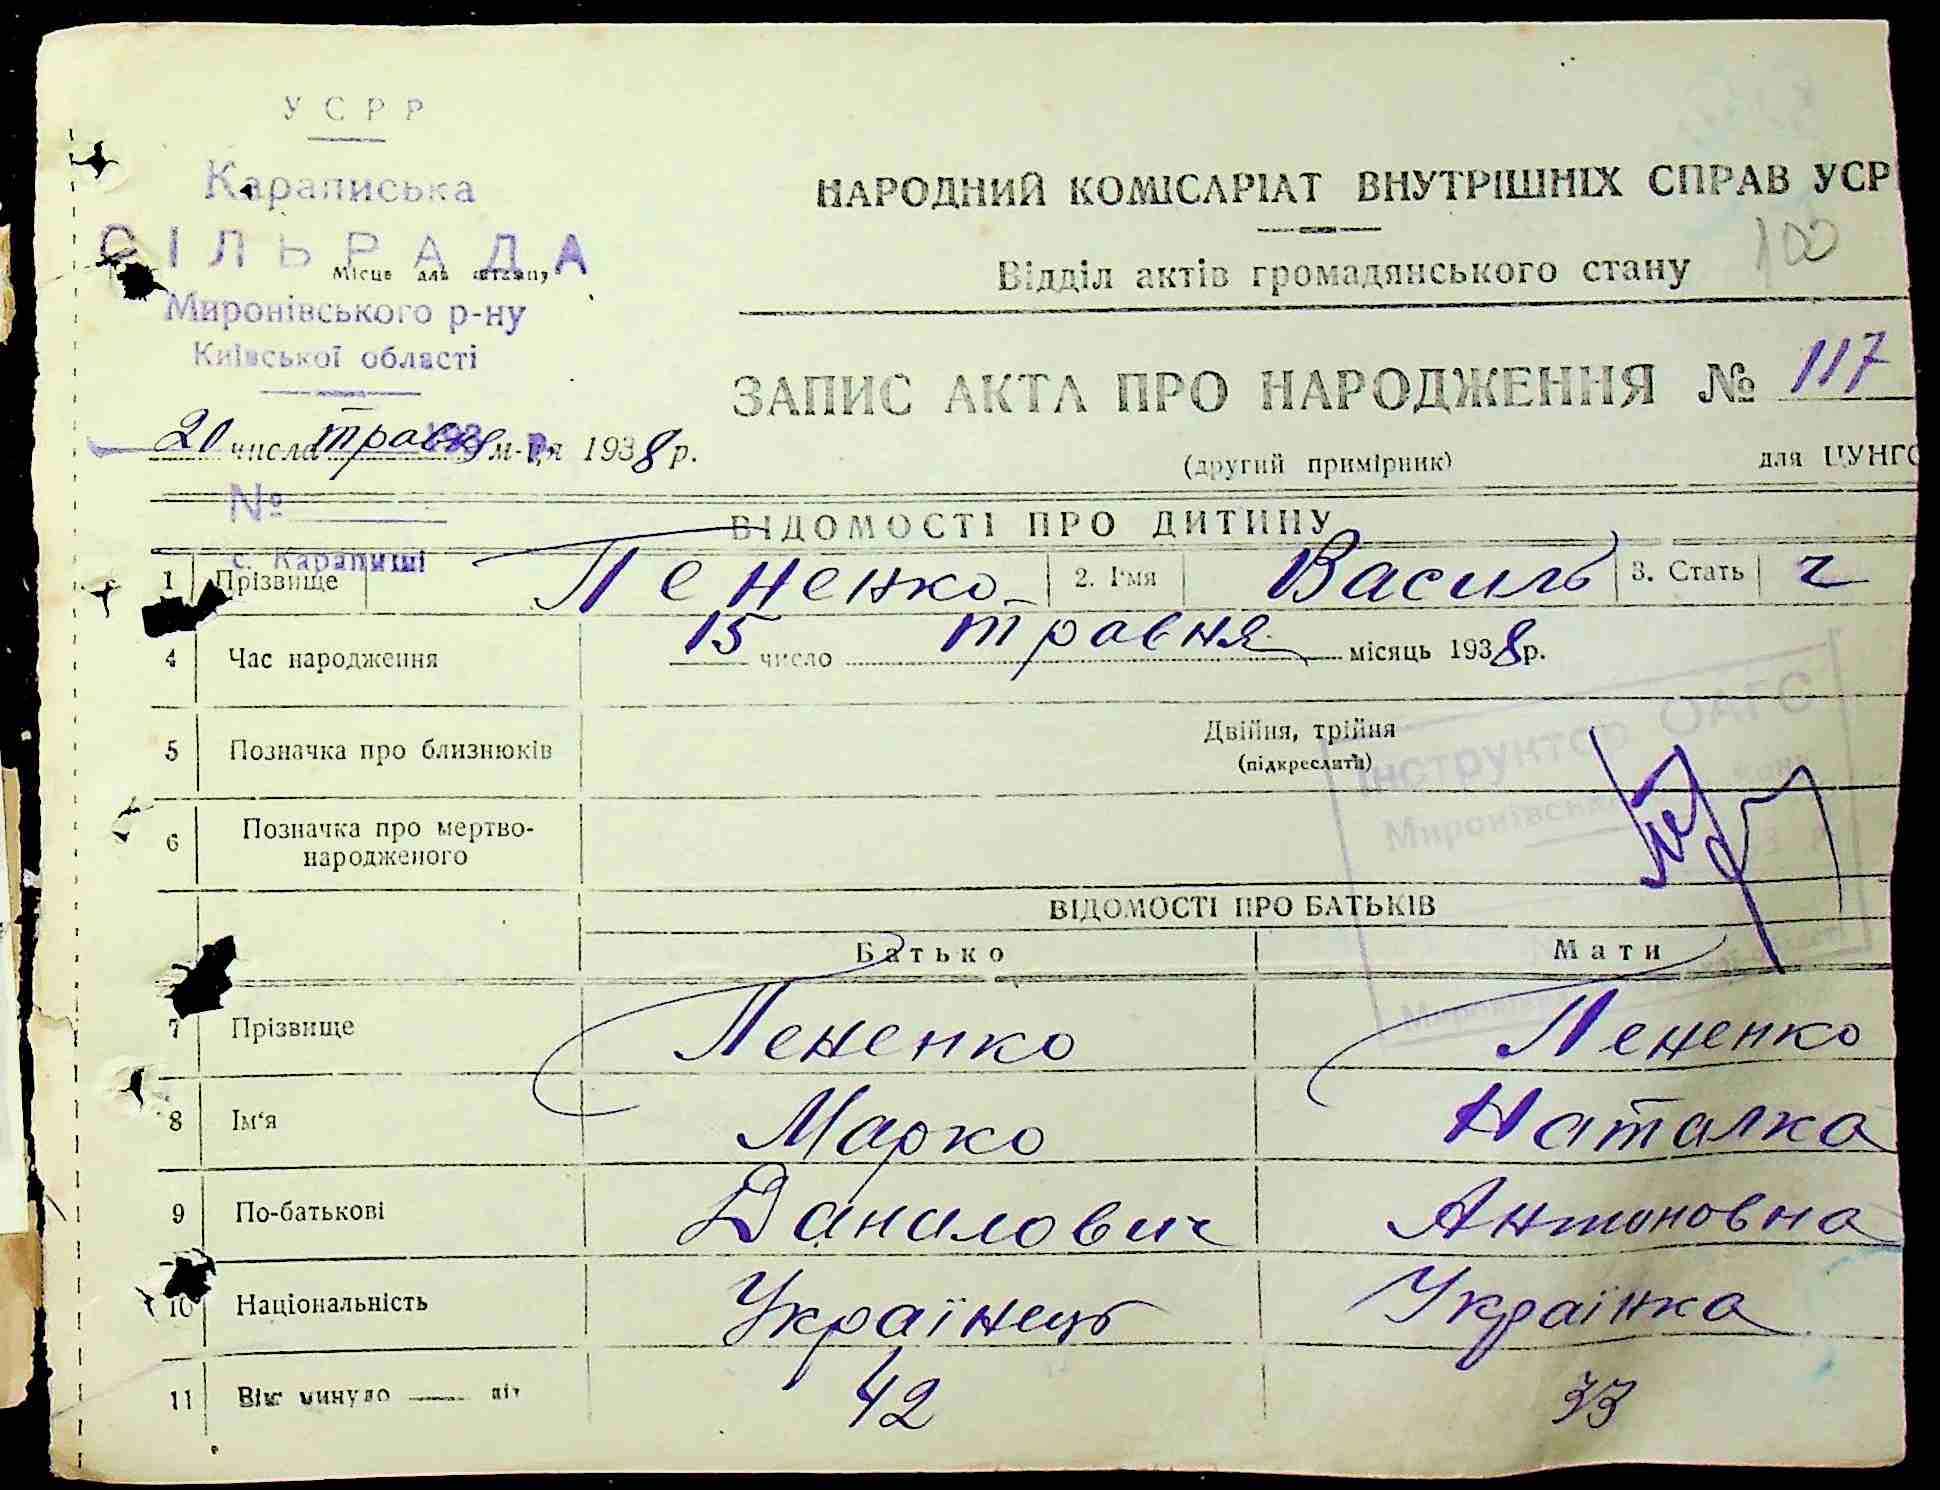 У С Р Р
Караписька
СІЛЬРАДА
Місце для штампу
Миронівського р-ну
Київської області
20 числа травня м-ця 1938 р.
№
с. Карапиші
НАРОДНИЙ КОМІСАРІАТ ВНУТРІШНІХ СПРАВ УСР
Відділ актів громадянського стану
100
ЗАПИС АКТА ПРО НАРОДЖЕННЯ № 117
(другий примірник) для ЦУНГО
ВІДОМОСТІ ПРО ДИТИНУ
1 Прізвище Пененко 2. І'мя Василь 3. Стать ч
4 Час народження 15 число травня місяць 1938 р.
5 Позначка про близнюків Двійня, трійня
(підкреслити)
Інструктор ОАГС
6 Позначка про мертво-
народженого
ВІДОМОСТІ ПРО БАТЬКІВ
Батько Мати
7 Прізвище Пененко Пененко
8 Ім'я Марко Наталка
9 По-батькові Данилович Антоновна
10 Національність Українець Українка
11 Вік минуло літ 42 33